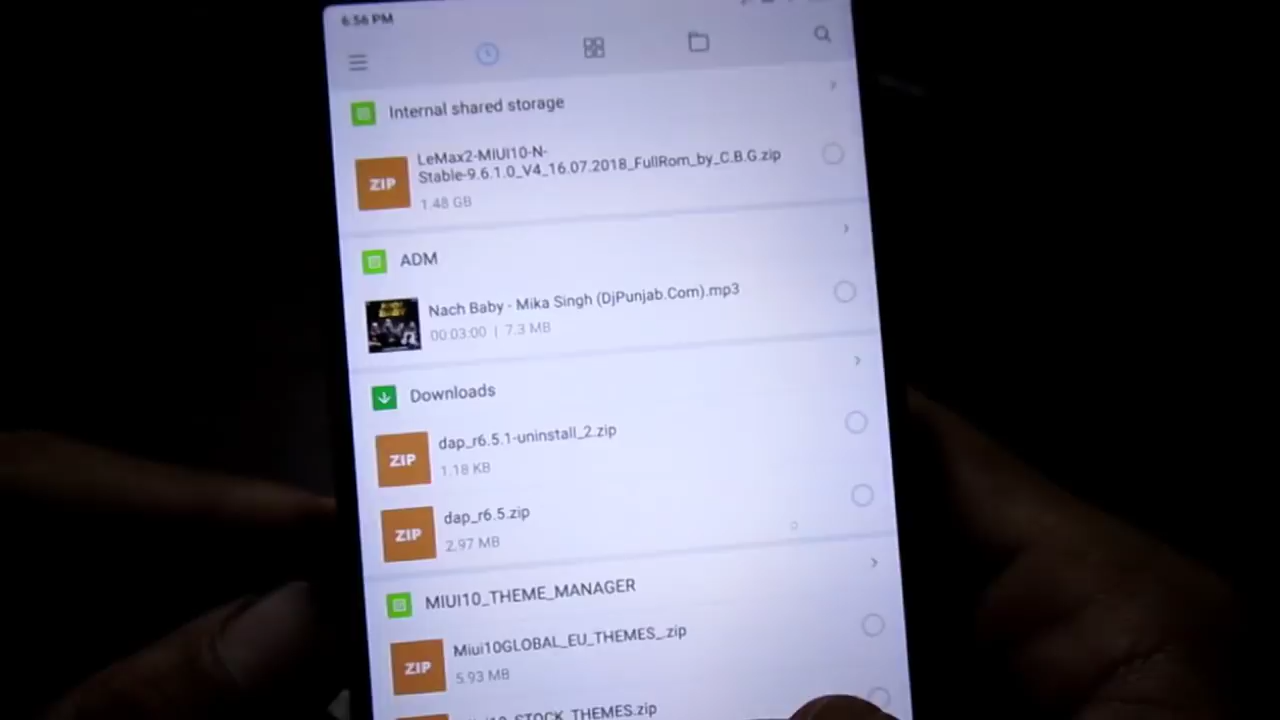 6:56 PM
Internal shared storage
LeMax2-MIUI10-N-
Stable-9.6.1.0_V4_16.07.2018_FullRom_by_C.B.G.zip
ZIP
1.48 GB
ADM
Nach Baby - Mika Singh (DjPunjab.Com).mp3
00:03:00 | 7.3 MB
Downloads
dap_r6.5.1-uninstall_2.zip
ZIP
1.18 KB
dap_r6.5.zip
ZIP
2.97 MB
MIUI10_THEME_MANAGER
Miui10GLOBAL_EU_THEMES_.zip
ZIP
5.93 MB
STOCK_THEMES.zip